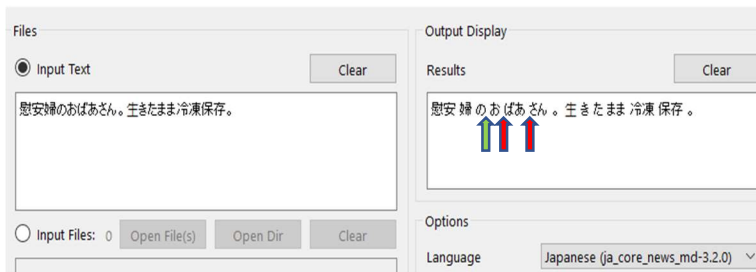 Files
Output Display
Input Text
Clear
Results
Clear
慰安婦のおばあさん。生きたまま冷凍保存。
慰安 婦 の お ばあ さん 。 生 き た まま 冷凍 保存 。
Input Files: 0
Open File(s)
Open Dir
Clear
Options
Language
Japanese (ja_core_news_md-3.2.0)